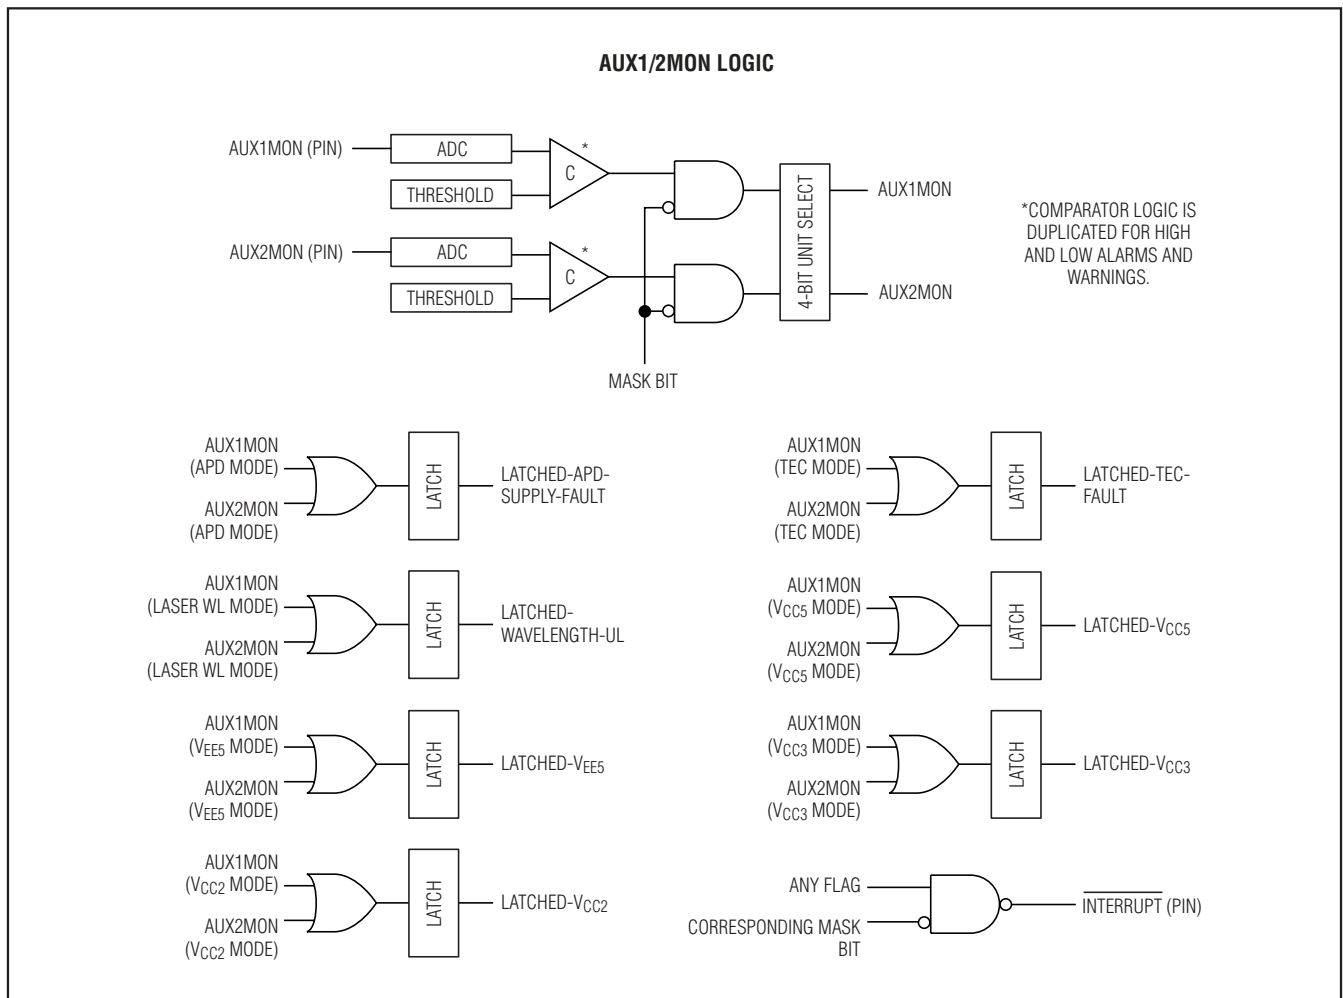 AUX1/2MON LOGIC
AUX1MON (PIN)
ADC
THRESHOLD
*
C
AUX2MON (PIN)
ADC
THRESHOLD
*
C
MASK BIT
4-BIT UNIT SELECT
AUX1MON
AUX2MON
*COMPARATOR LOGIC IS
DUPLICATED FOR HIGH
AND LOW ALARMS AND
WARNINGS.
AUX1MON
(APD MODE)
AUX2MON
(APD MODE)
LATCH
LATCHED-APD-
SUPPLY-FAULT
AUX1MON
(TEC MODE)
AUX2MON
(TEC MODE)
LATCH
LATCHED-TEC-
FAULT
AUX1MON
(LASER WL MODE)
AUX2MON
(LASER WL MODE)
LATCH
LATCHED-
WAVELENGTH-UL
AUX1MON
(VCC5 MODE)
AUX2MON
(VCC5 MODE)
LATCH
LATCHED-VCC5
AUX1MON
(VEE5 MODE)
AUX2MON
(VEE5 MODE)
LATCH
LATCHED-VEE5
AUX1MON
(VCC3 MODE)
AUX2MON
(VCC3 MODE)
LATCH
LATCHED-VCC3
AUX1MON
(VCC2 MODE)
AUX2MON
(VCC2 MODE)
LATCH
LATCHED-VCC2
ANY FLAG
CORRESPONDING MASK
BIT
INTERRUPT (PIN)